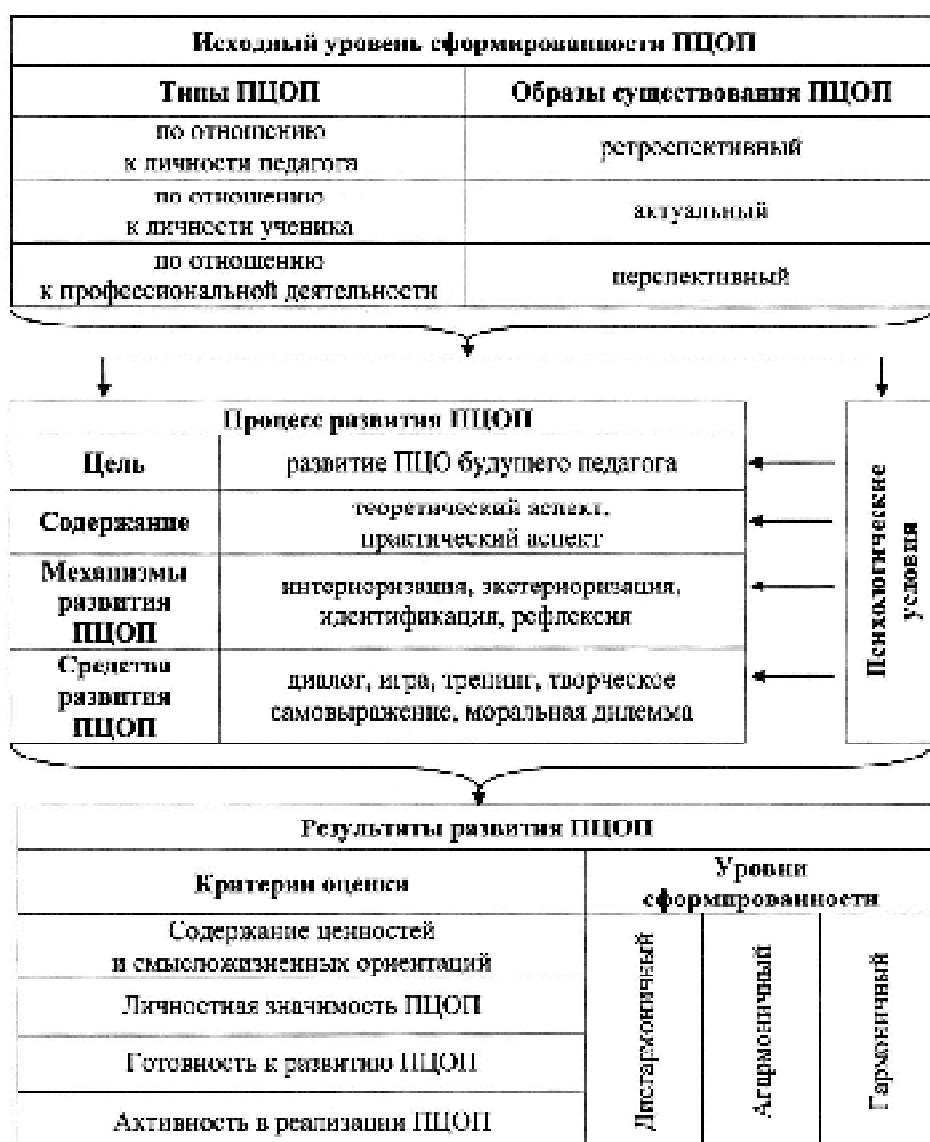 Исходный уровень сформированности ПЦОП
Типы ПЦОП
Образы существования ПЦОП
по отношению
к личности педагога
ретроспективный
по отношению
к личности ученика
актуальный
по отношению
к профессиональной деятельности
перспективный
Процесс развития ПЦОП
Цель
развитие ПЦО будущего педагога
Содержание
теоретический аспект,
практический аспект
Механизмы
развития
ПЦОП
интериоризация, экстериоризация,
идентификация, рефлексия
Средства
развития
ПЦОП
диалог, игра, тренинг, творческое
самовыражение, моральная дилемма
Психологические
условия
Результаты развития ПЦОП
Критерии оценки
Уровни
сформированности
Содержание ценностей
и смысложизненных ориентаций
Личностная значимость ПЦОП
Готовность к развитию ПЦОП
Активность в реализации ПЦОП
Дисгармоничный
Агармоничный
Гармоничный